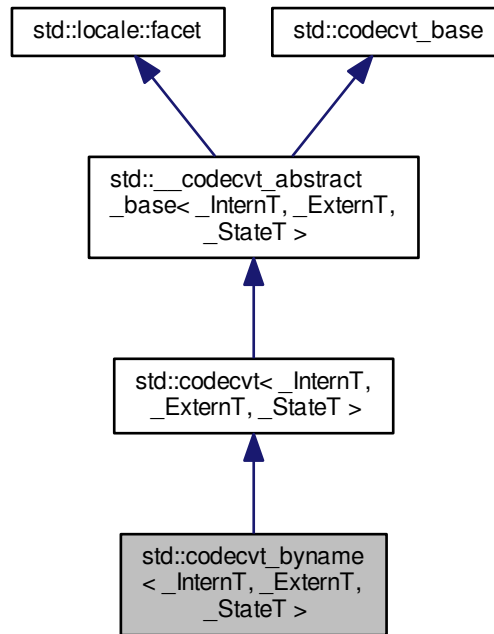 std::locale::facet
std::codecvt_base
std::__codecvt_abstract
_base< _InternT, _ExternT,
_StateT >
std::codecvt< _InternT,
_ExternT, _StateT >
std::codecvt_byname
< _InternT, _ExternT,
_StateT >